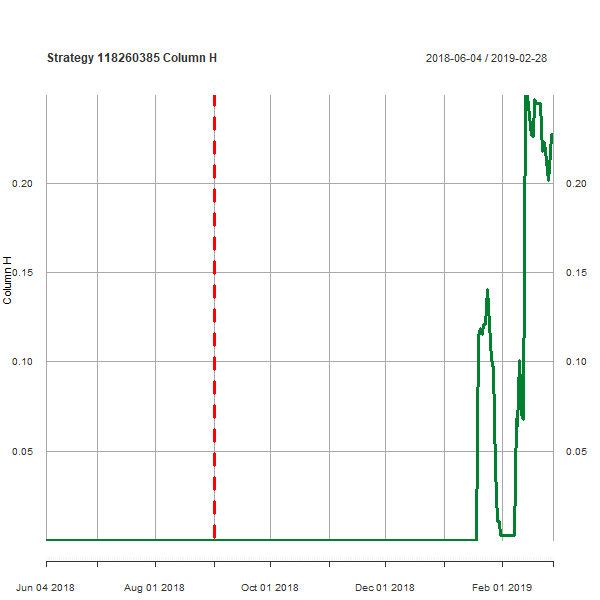 Strategy 118260385 Column H
2018-06-04 / 2019-02-28
0.20
0.20
0.15
0.15
Column H
0.10
0.10
0.05
0.05
Jun 04 2018
Aug 01 2018
Oct 01 2018
Dec 01 2018
Feb 01 2019